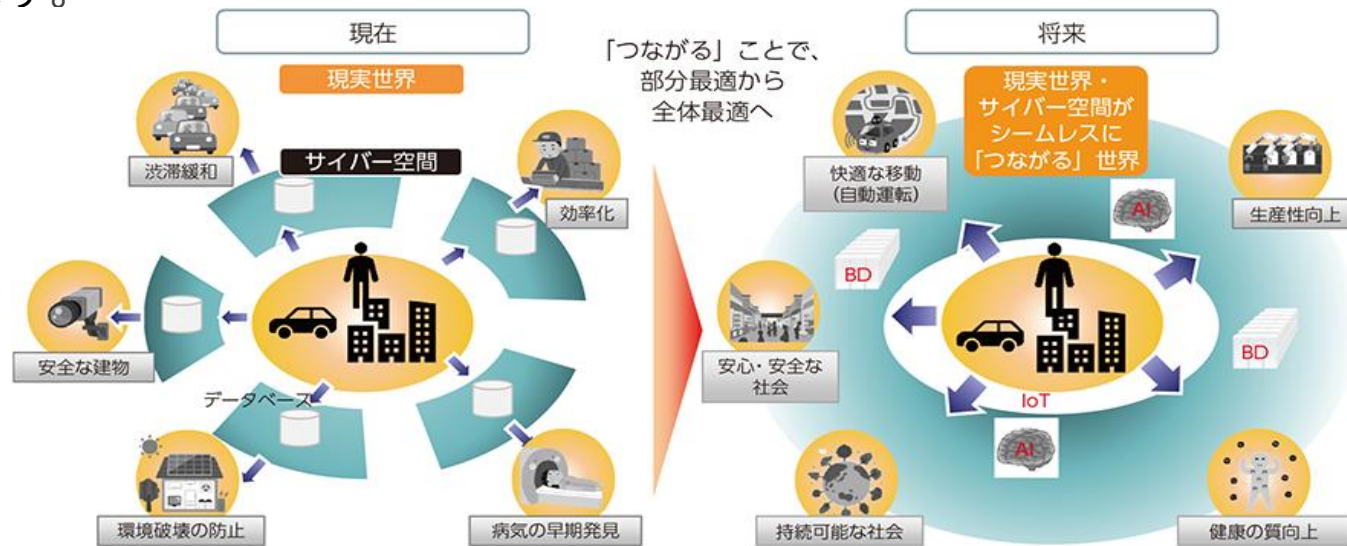 す。
現在
現実世界
サイバー空間
渋滞緩和
効率化
安全な建物
データベース
環境破壊の防止
病気の早期発見
「つながる」ことで、
部分最適から
全体最適へ
将来
現実世界・
サイバー空間が
シームレスに
「つながる」世界
快適な移動
(自動運転)
AI
生産性向上
BD
BD
安心・安全な
社会
IoT
AI
持続可能な社会
健康の質向上